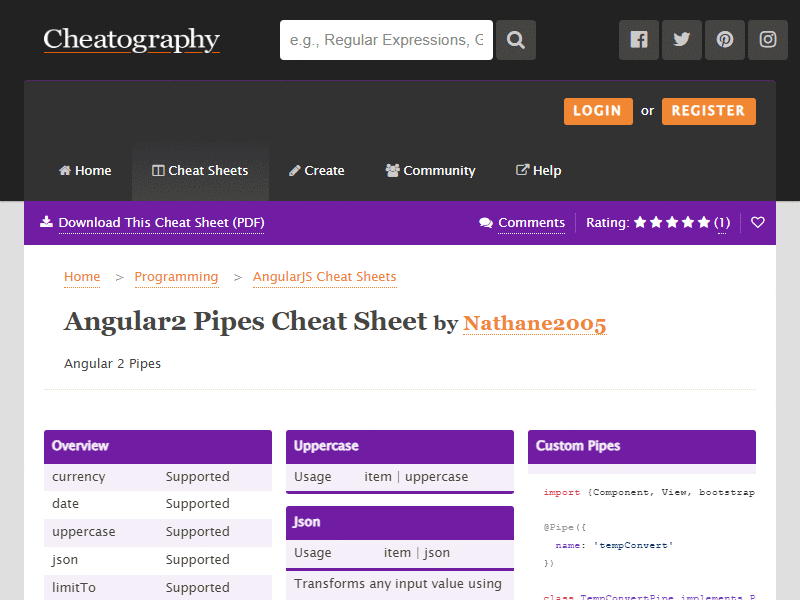 Cheatography
e.g., Regular Expressions, G
LOGIN or REGISTER
Home Cheat Sheets Create Community Help
Download This Cheat Sheet (PDF) Comments Rating: ★★★★★ (1)
Home > Programming > AngularJS Cheat Sheets
Angular2 Pipes Cheat Sheet by Nathane2005
Angular 2 Pipes
Overview
currency Supported
date Supported
uppercase Supported
json Supported
limitTo Supported
Uppercase
Usage item | uppercase
Json
Usage item | json
Transforms any input value using
Custom Pipes
import {Component, View, bootstrap
@Pipe({
name: 'tempConvert'
})
class TempConvertPipe implements P